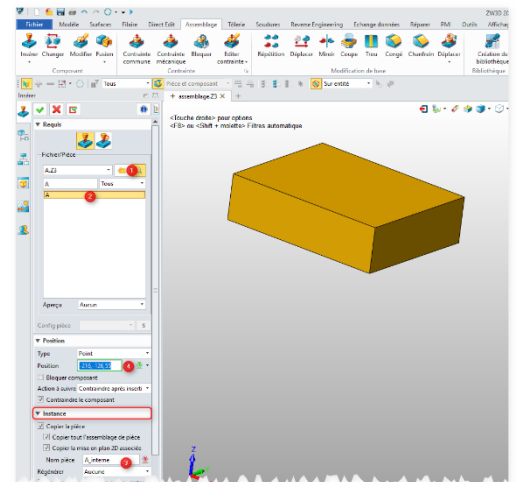 ZW3D 20
Fichier Modèle Surfaces Filaire Direct Edit Assemblage Tôlerie Soudures Reverse Engineering Echange données Réparer PMI Outils Affichag
Insérer Changer Modifier Fusion Contrainte commune Contrainte mécanique Bloquer Editer contrainte Répétition Déplacer Miroir Coupe Trou Congé Chanfrein Déplacer Création de bibliothèque
Composant Contrainte Modification de base Bibliothèque
Tous Pièce et composant Sur entité
Insérer + assemblage.Z3 X +
<Touche droite> pour options
<F8> ou <Shift + molette> Filtres automatique
Requis
Fichier/Pièce
A.Z3 1
A Tous
A 2
Aperçu Aucun
Config pièce S
Position
Type Point
Position 4
Bloquer composant
Action à suivre Contraindre après inserti
Contraindre le composant
Instance
Copier la pièce
Copier tout l'assemblage de pièce
Copier la mise en plan 2D associée
Nom pièce A_interne 3
Régénérer Aucune
Z